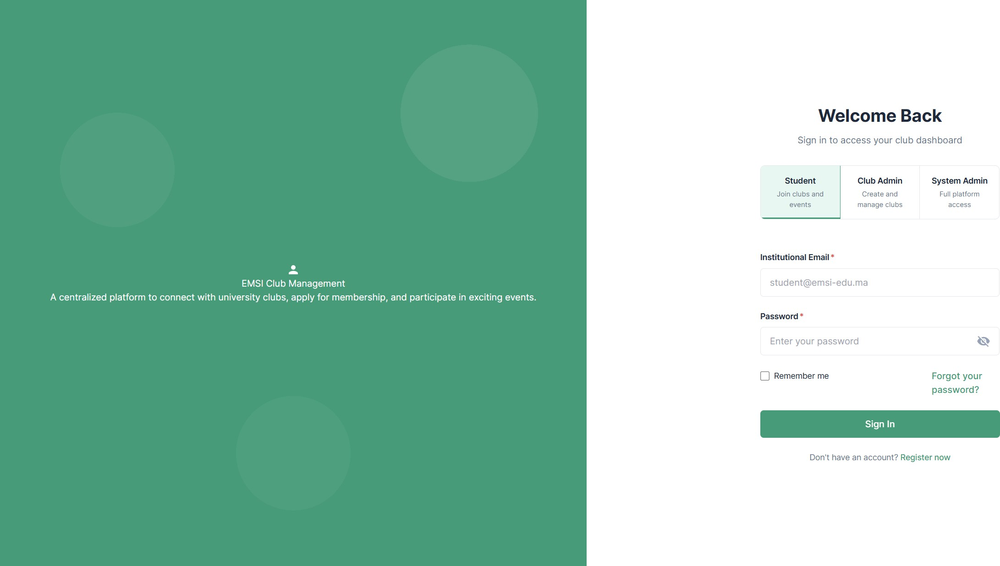 EMSI Club Management
A centralized platform to connect with university clubs, apply for membership, and participate in exciting events.
Welcome Back
Sign in to access your club dashboard
Student
Join clubs and
events
Club Admin
Create and
manage clubs
System Admin
Full platform
access
Institutional Email *
student@emsi-edu.ma
Password *
Enter your password
Remember me
Forgot your
password?
Sign In
Don't have an account? Register now